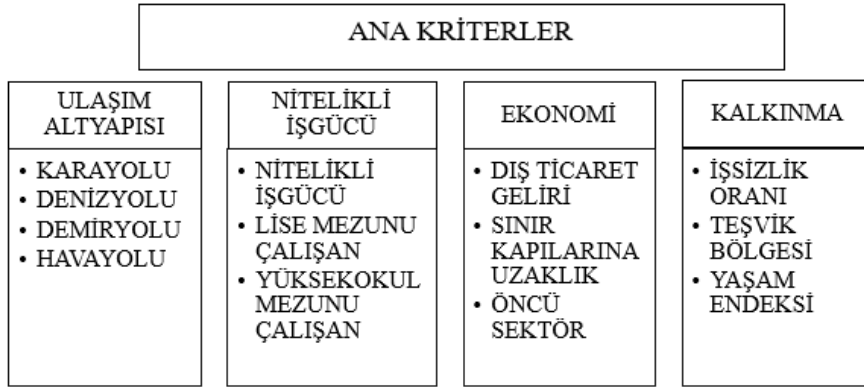 ANA KRİTERLER
ULAŞIM
ALTYAPISI
• KARAYOLU
• DENİZYOLU
• DEMİRYOLU
• HAVAYOLU
NİTELİKLİ
İŞGÜCÜ
• NİTELİKLİ
İŞGÜCÜ
• LİSE MEZUNU
ÇALIŞAN
• YÜKSEKOKUL
MEZUNU
ÇALIŞAN
EKONOMİ
• DIŞ TİCARET
GELİRİ
• SINIR
KAPILARINA
UZAKLIK
• ÖNCÜ
SEKTÖR
KALKINMA
• İŞSİZLİK
ORANI
• TEŞVİK
BÖLGESİ
• YAŞAM
ENDEKSİ